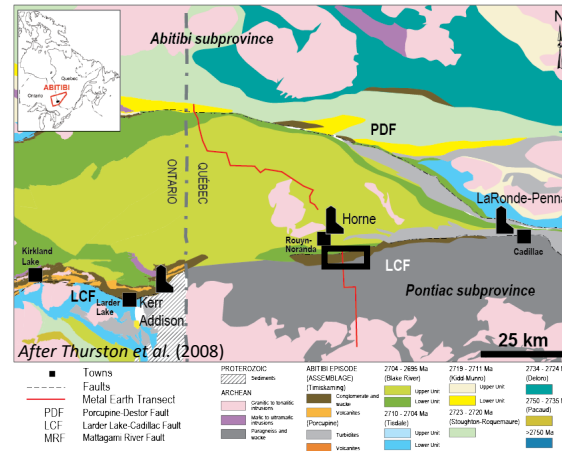 Abitibi subprovince
Quebec
Ontario
ABITIBI
PDF
ONTARIO
QUÉBEC
LaRonde-Penna
Horne
Rouyn-
Noranda
Cadillac
Kirkland
Lake
LCF
LCF
Larder
Lake
Kerr
Addison
Pontiac subprovince
25 km
After Thurston et al. (2008)
Towns
Faults
Metal Earth Transect
PDF Porcupine-Destor Fault
LCF Larder Lake-Cadillac Fault
MRF Mattagami River Fault
PROTEROZOIC
Sediments
ARCHEAN
Granitic to tonalitic
intrusions
Mafic to ultramafic
intrusions
Paragneiss and
wacke
ABITIBI EPISODE
(ASSEMBLAGE)
(Timiskaming)
Conglomerate and
wacke
Volcanites
(Porcupine)
Turbidites
Volcanites
2704 - 2695 Ma
(Blake River)
Upper Unit
Lower Unit
2710 - 2704 Ma
(Tisdale)
Upper Unit
Lower Unit
2719 - 2711 Ma
(Kidd Munro)
Upper Unit
Lower Unit
2723 - 2720 Ma
(Stoughton-Roquemaure)
2734 - 2724
(Deloro)
2750 - 2735
(Pacaud)
>2750 Ma